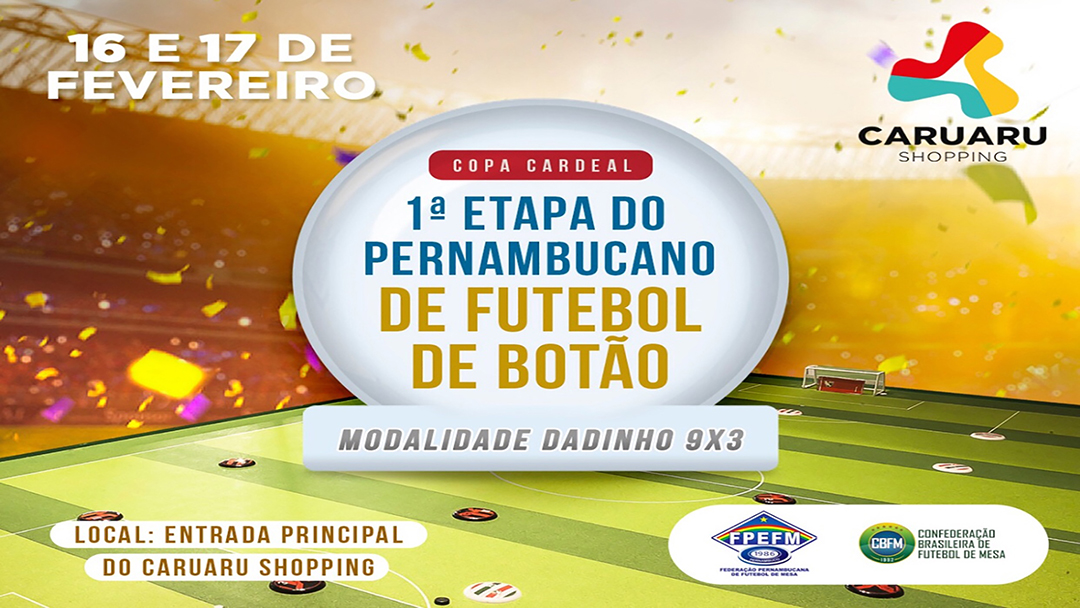 16 E 17 DE
FEVEREIRO
CARUARU
SHOPPING
COPA CARDEAL
1ª ETAPA DO
PERNAMBUCANO
DE FUTEBOL
DE BOTÃO
MODALIDADE DADINHO 9X3
LOCAL: ENTRADA PRINCIPAL
DO CARUARU SHOPPING
FPEFM
1986
FEDERAÇÃO PERNAMBUCANA
DE FUTEBOL DE MESA
CBFM
1992
CONFEDERAÇÃO
BRASILEIRA DE
FUTEBOL DE MESA